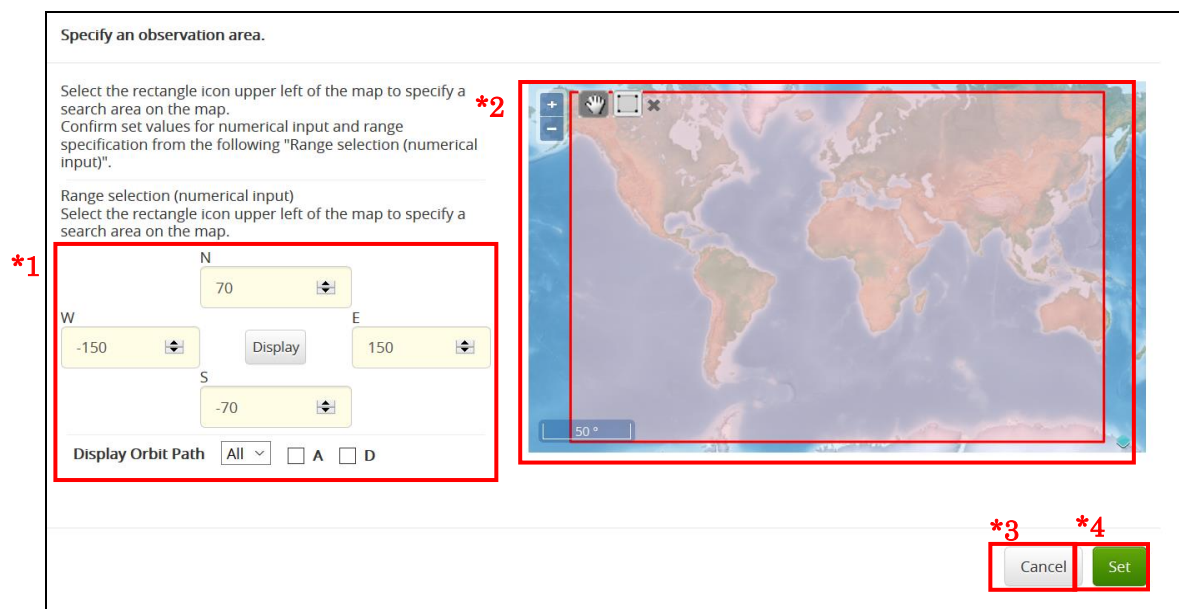 Specify an observation area.
Select the rectangle icon upper left of the map to specify a
search area on the map.
Confirm set values for numerical input and range
specification from the following "Range selection (numerical
input)".
Range selection (numerical input)
Select the rectangle icon upper left of the map to specify a
search area on the map.
*1
N
70
W
E
-150
Display
150
S
-70
Display Orbit Path All A D
*2
+
−
50 °
*3
*4
Cancel
Set